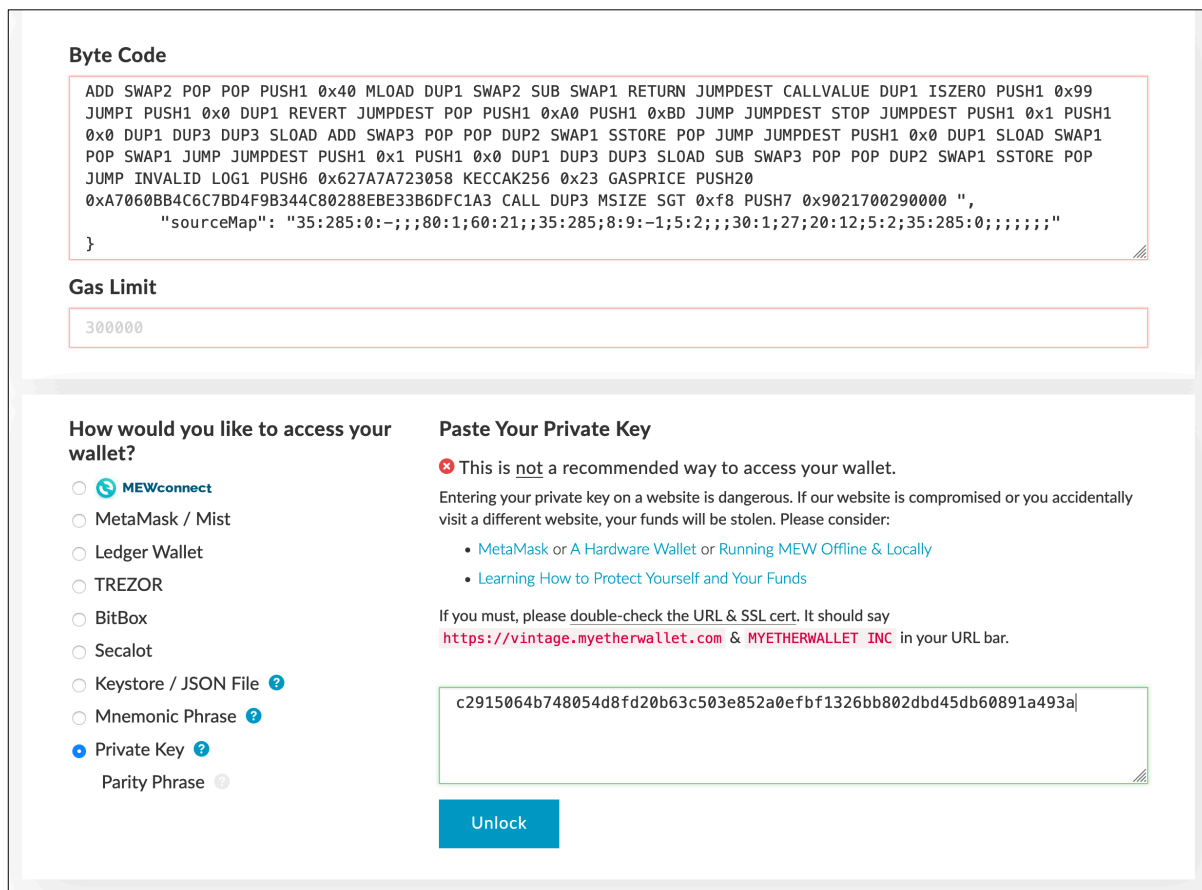 Byte Code
ADD SWAP2 POP POP PUSH1 0x40 MLOAD DUP1 SWAP2 SUB SWAP1 RETURN JUMPDEST CALLVALUE DUP1 ISZERO PUSH1 0x99
JUMPI PUSH1 0x0 DUP1 REVERT JUMPDEST POP PUSH1 0xA0 PUSH1 0xBD JUMP JUMPDEST STOP JUMPDEST PUSH1 0x1 PUSH1
0x0 DUP1 DUP3 DUP3 SLOAD ADD SWAP3 POP POP DUP2 SWAP1 SSTORE POP JUMP JUMPDEST PUSH1 0x0 DUP1 SLOAD SWAP1
POP SWAP1 JUMP JUMPDEST PUSH1 0x1 PUSH1 0x0 DUP1 DUP3 DUP3 SLOAD SUB SWAP3 POP POP DUP2 SWAP1 SSTORE POP
JUMP INVALID LOG1 PUSH6 0x627A7A723058 KECCAK256 0x23 GASPRICE PUSH20
0xA7060BB4C6C7BD4F9B344C80288EBE33B6DFC1A3 CALL DUP3 MSIZE SGT 0xf8 PUSH7 0x9021700290000 ",
"sourceMap": "35:285:0:-;;;80:1;60:21;;35:285;8:9:-1;5:2;;;30:1;27;20:12;5:2;35:285:0;;;;;;;"
}
Gas Limit
300000
How would you like to access your
wallet?
MEWconnect
MetaMask / Mist
Ledger Wallet
TREZOR
BitBox
Secalot
Keystore / JSON File ?
Mnemonic Phrase ?
Private Key ?
Parity Phrase ?
Paste Your Private Key
This is not a recommended way to access your wallet.
Entering your private key on a website is dangerous. If our website is compromised or you accidentally
visit a different website, your funds will be stolen. Please consider:
• MetaMask or A Hardware Wallet or Running MEW Offline & Locally
• Learning How to Protect Yourself and Your Funds
If you must, please double-check the URL & SSL cert. It should say
https://vintage.myetherwallet.com & MYETHERWALLET INC in your URL bar.
c2915064b748054d8fd20b63c503e852a0efbf1326bb802dbd45db60891a493a
Unlock